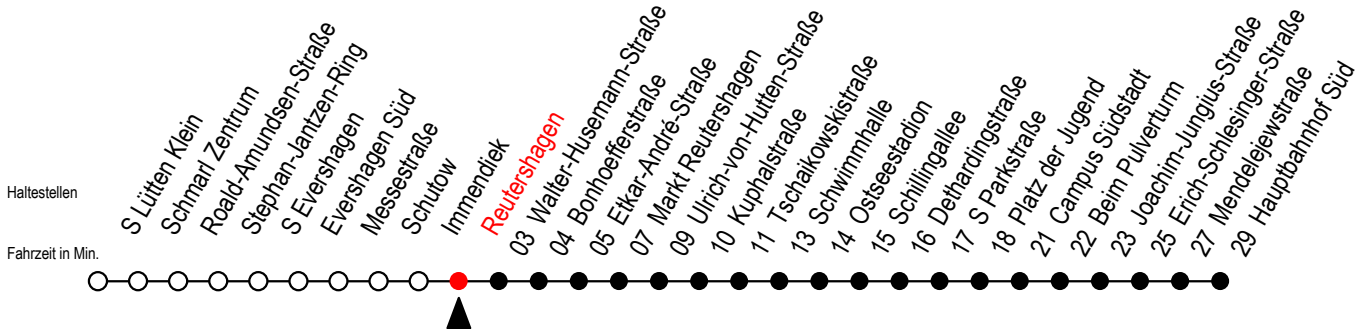 Haltestellen
Fahrzeit in Min.
S Lütten Klein
Schmarl Zentrum
Roald-Amundsen-Straße
Stephan-Jantzen-Ring
S Evershagen
Evershagen Süd
Messestraße
Schutow
Immendiek
Reutershagen
03 Walter-Husemann-Straße
04 Bonhoefferstraße
05 Etkar-André-Straße
07 Markt Reutershagen
09 Ulrich-von-Hutten-Straße
10 Kuphalstraße
11 Tschaikowskistraße
13 Schwimmhalle
14 Ostseestadion
15 Schillingallee
16 Dethardingstraße
17 S Parkstraße
18 Platz der Jugend
21 Campus Südstadt
22 Beim Pulverturm
23 Joachim-Jungius-Straße
25 Erich-Schlesinger-Straße
27 Mendelejewstraße
29 Hauptbahnhof Süd